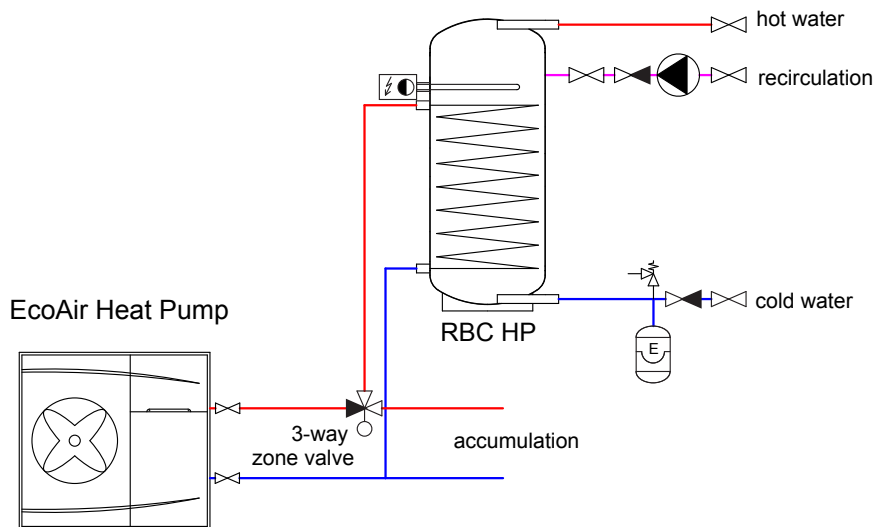 hot water
recirculation
EcoAir Heat Pump
RBC HP
cold water
E
3-way
zone valve
accumulation